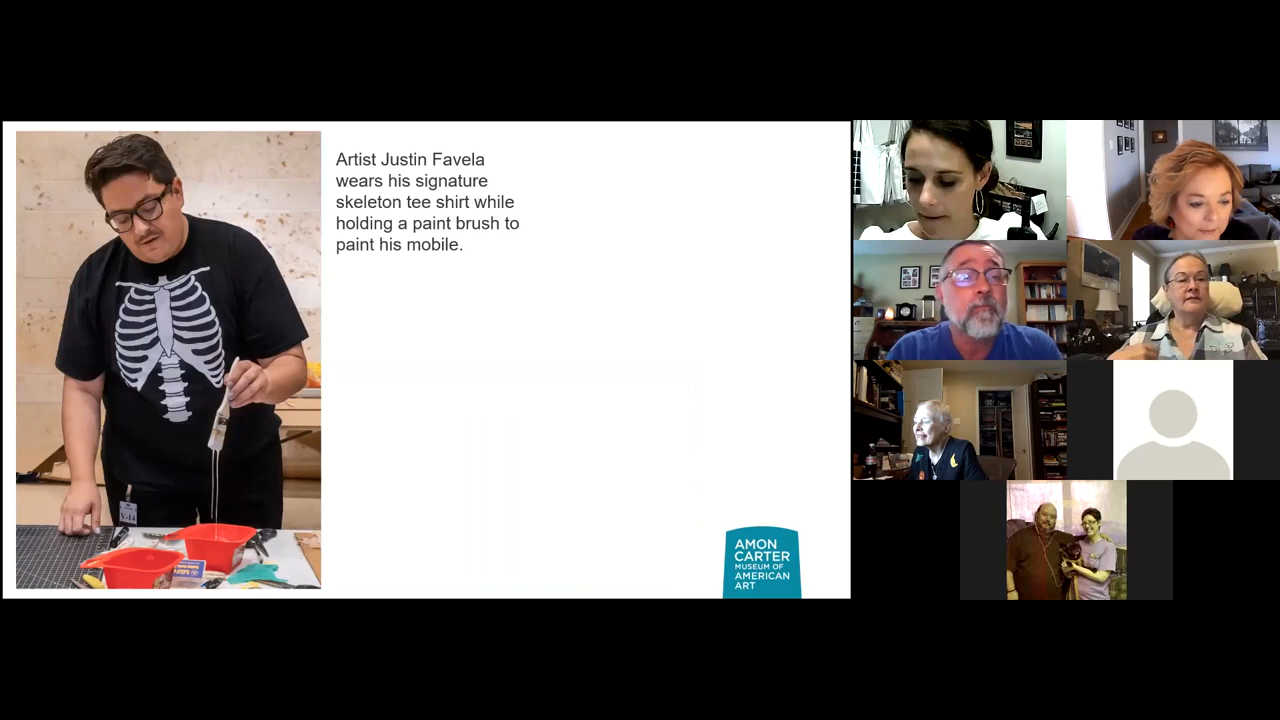 Artist Justin Favela
wears his signature
skeleton tee shirt while
holding a paint brush to
paint his mobile.
AMON
CARTER
MUSEUM OF
AMERICAN
ART